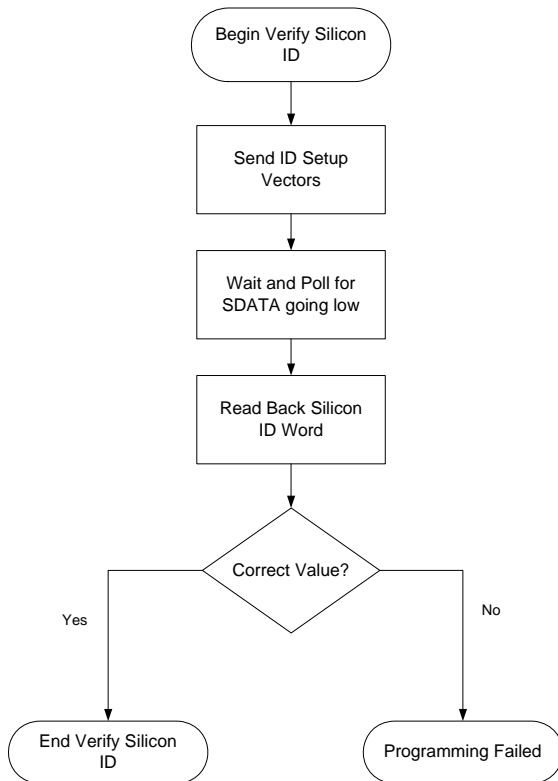 Begin Verify Silicon
ID
Send ID Setup
Vectors
Wait and Poll for
SDATA going low
Read Back Silicon
ID Word
Correct Value?
Yes
No
End Verify Silicon
ID
Programming Failed